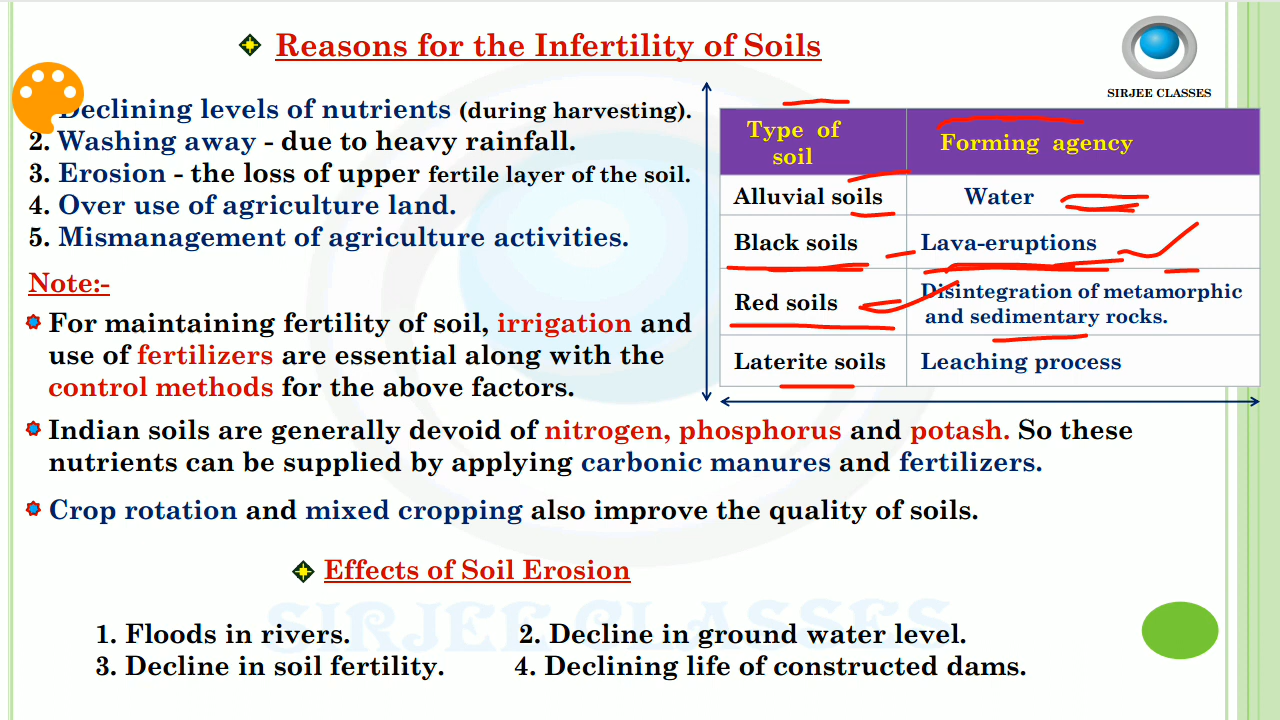 Reasons for the Infertility of Soils
SIRJEE CLASSES
Declining levels of nutrients (during harvesting).
2. Washing away - due to heavy rainfall.
3. Erosion - the loss of upper fertile layer of the soil.
4. Over use of agriculture land.
5. Mismanagement of agriculture activities.
Note:-
For maintaining fertility of soil, irrigation and
use of fertilizers are essential along with the
control methods for the above factors.
Type of
soil
Forming agency
Alluvial soils Water
Black soils Lava-eruptions
Red soils
Disintegration of metamorphic
and sedimentary rocks.
Laterite soils Leaching process
Indian soils are generally devoid of nitrogen, phosphorus and potash. So these
nutrients can be supplied by applying carbonic manures and fertilizers.
Crop rotation and mixed cropping also improve the quality of soils.
Effects of Soil Erosion
SIRJEE CLASSES
1. Floods in rivers. 2. Decline in ground water level.
3. Decline in soil fertility. 4. Declining life of constructed dams.